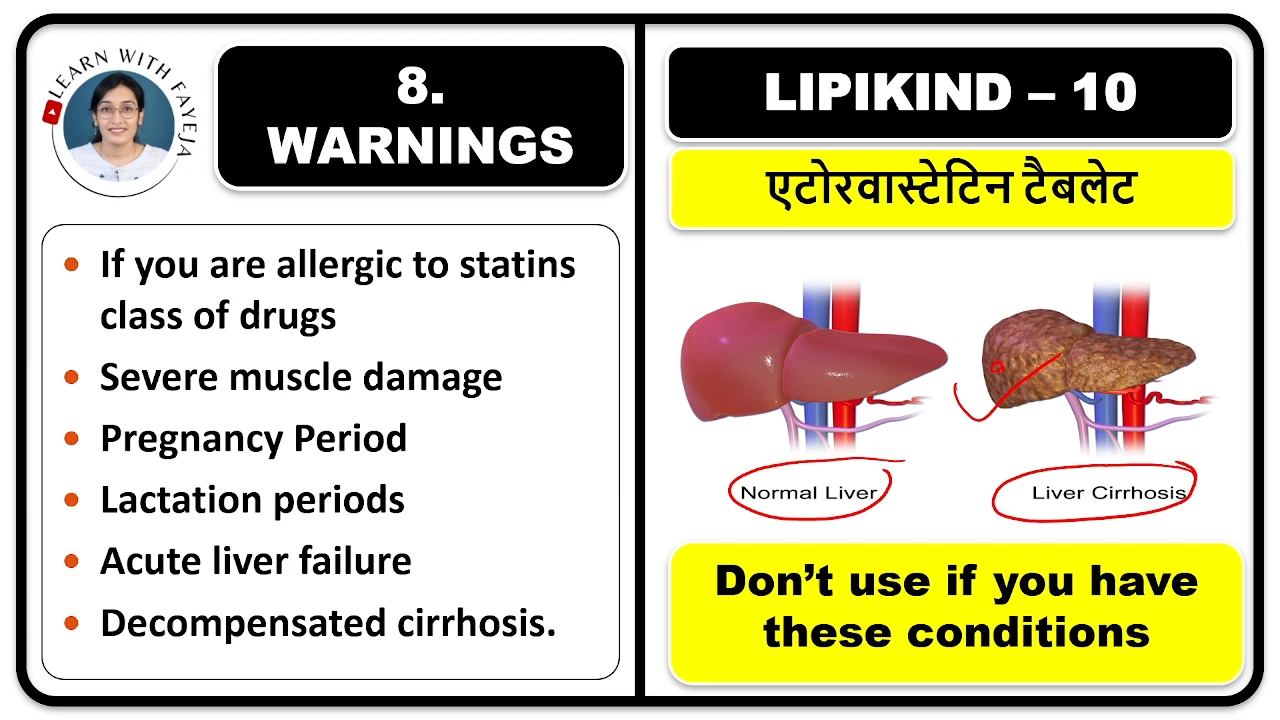 LEARN WITH FAYEJA
8.
WARNINGS
• If you are allergic to statins
class of drugs
• Severe muscle damage
• Pregnancy Period
• Lactation periods
• Acute liver failure
• Decompensated cirrhosis.
LIPIKIND – 10
एटोरवास्टेटिन टैबलेट
Normal Liver
Liver Cirrhosis
Don’t use if you have
these conditions